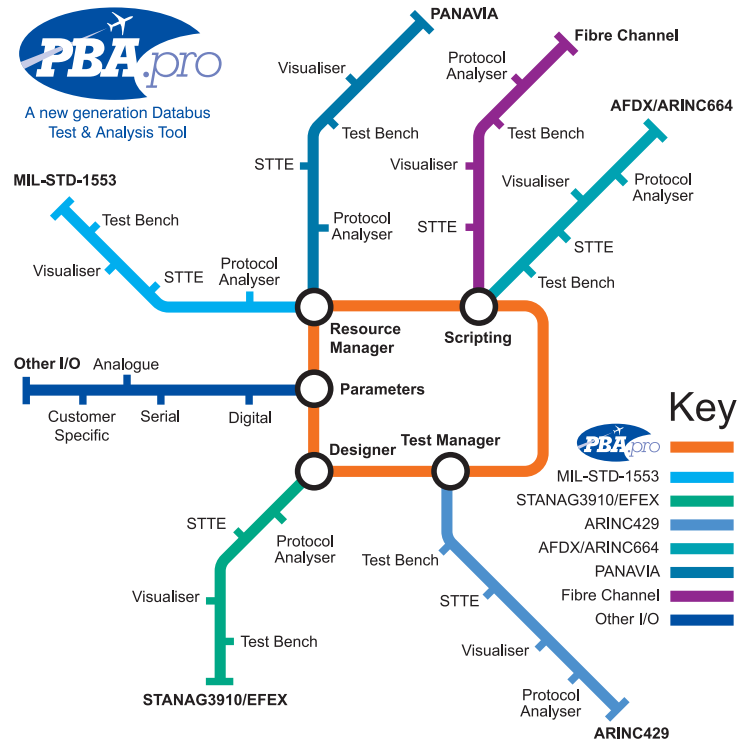 PBA.pro
A new generation Databus
Test & Analysis Tool
PANAVIA
Visualiser
Test Bench
STTE
Protocol
Analyser
Fibre Channel
Protocol
Analyser
Test Bench
Visualiser
STTE
AFDX/ARINC664
Visualiser
Protocol
Analyser
STTE
Test Bench
MIL-STD-1553
Test Bench
Visualiser
STTE
Protocol
Analyser
Resource
Manager
Scripting
Other I/O
Analogue
Customer
Specific
Serial
Digital
Parameters
Designer
Test Manager
STTE
Protocol
Analyser
Visualiser
Test Bench
STANAG3910/EFEX
Test Bench
STTE
Visualiser
Protocol
Analyser
ARINC429
Key
PBA.pro
MIL-STD-1553
STANAG3910/EFEX
ARINC429
AFDX/ARINC664
PANAVIA
Fibre Channel
Other I/O